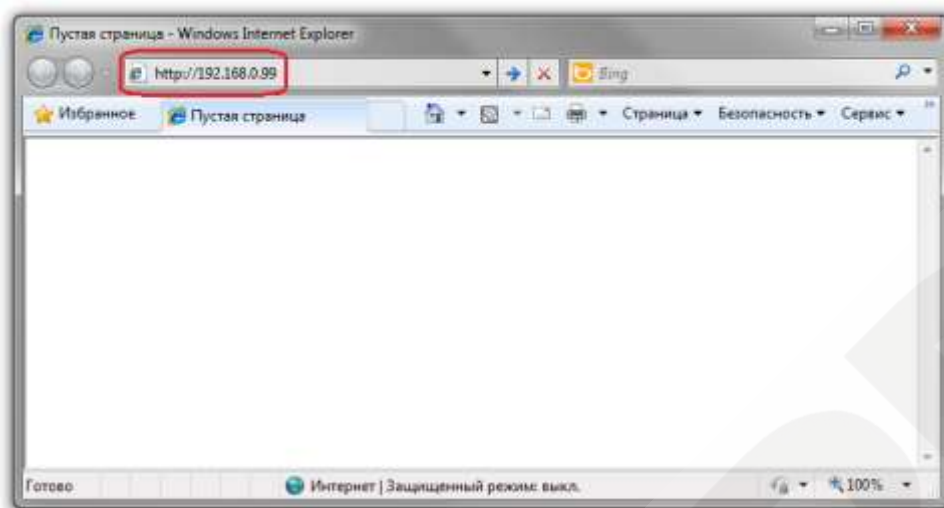 Пустая страница - Windows Internet Explorer
http://192.168.0.99 Bing
Избранное Пустая страница Страница Безопасность Сервис
Готово Интернет | Защищенный режим: выкл. 100%